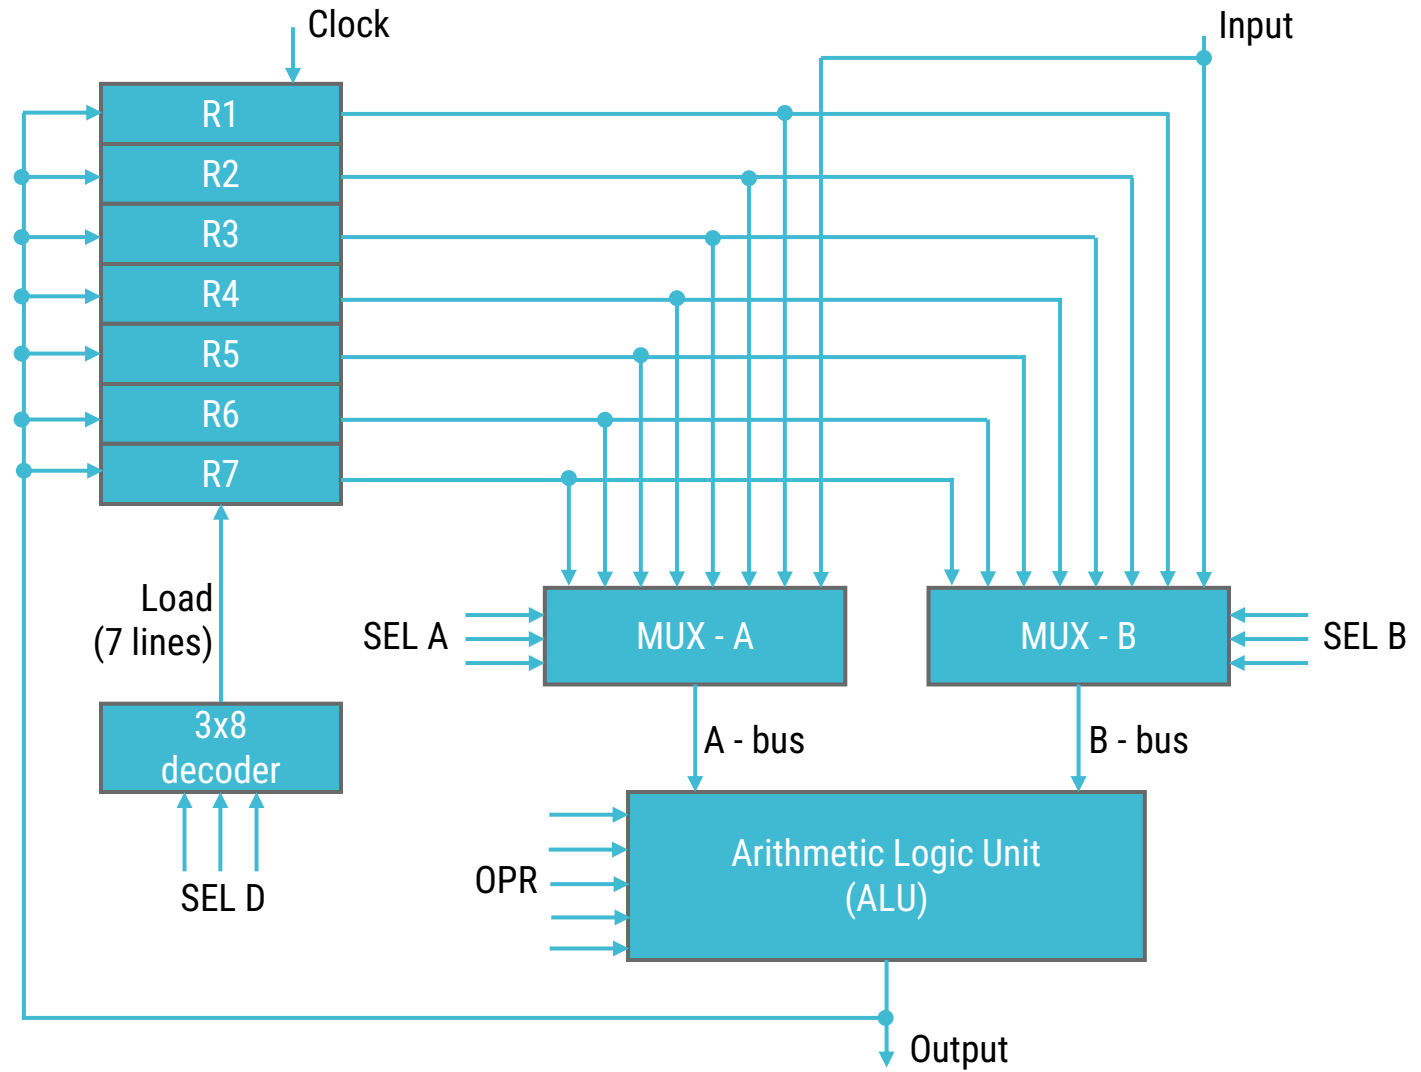 Clock
Input
R1
R2
R3
R4
R5
R6
R7
Load
(7 lines)
SEL A
MUX - A
MUX - B
SEL B
3x8
decoder
A - bus
B - bus
SEL D
OPR
Arithmetic Logic Unit
(ALU)
Output